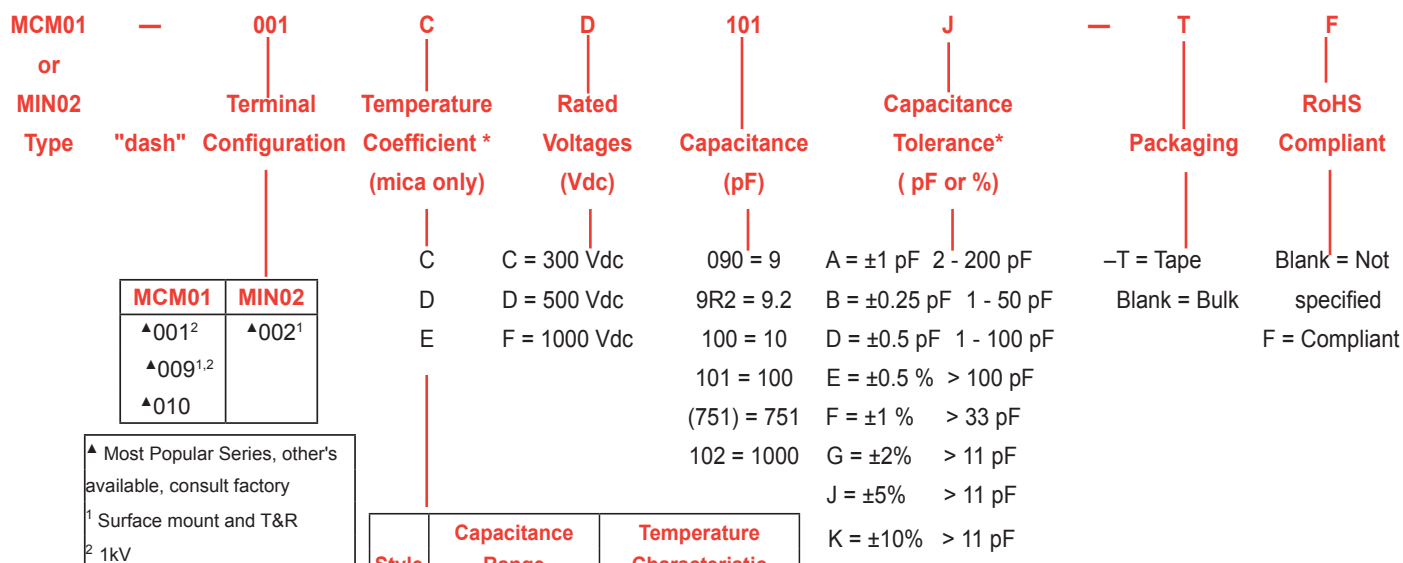 MCM01 — 001 C D 101 J — T F
or
MIN02 Terminal Temperature Rated Capacitance RoHS
Type "dash" Configuration Coefficient * Voltages Capacitance Tolerance* Packaging Compliant
(mica only) (Vdc) (pF) ( pF or %)
C C = 300 Vdc 090 = 9 A = ±1 pF 2 - 200 pF –T = Tape Blank = Not
MCM01 MIN02 D D = 500 Vdc 9R2 = 9.2 B = ±0.25 pF 1 - 50 pF Blank = Bulk specified
▲001² ▲002¹ E F = 1000 Vdc 100 = 10 D = ±0.5 pF 1 - 100 pF F = Compliant
▲009¹,² 101 = 100 E = ±0.5 % > 100 pF
▲010 (751) = 751 F = ±1 % > 33 pF
▲ Most Popular Series, other's 102 = 1000 G = ±2% > 11 pF
available, consult factory J = ±5% > 11 pF
¹ Surface mount and T&R Capacitance Temperature K = ±10% > 11 pF
² 1kV Style Range Characteristic